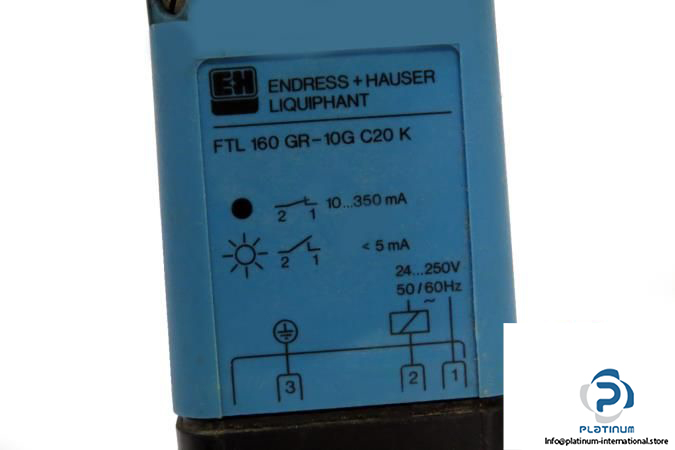 E+H
ENDRESS + HAUSER
LIQUIPHANT
FTL 160 GR-10G C20 K
2 1 10...350 mA
2 1 < 5 mA
24...250V
50/60Hz
~
3 2 1
PLATINUM
info@platinum-international.store